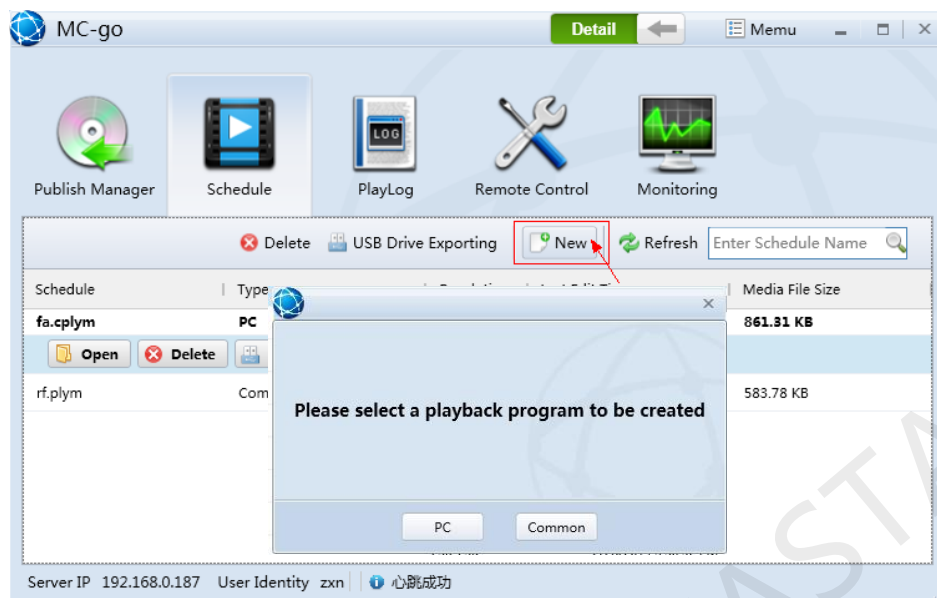 MC-go Detail Memu
Publish Manager Schedule PlayLog Remote Control Monitoring
LOG
Delete USB Drive Exporting New Refresh Enter Schedule Name
Schedule Type Media File Size
fa.cplym PC 861.31 KB
Open Delete
rf.plym Com 583.78 KB
Please select a playback program to be created
PC Common
Server IP 192.168.0.187 User Identity zxn 心跳成功